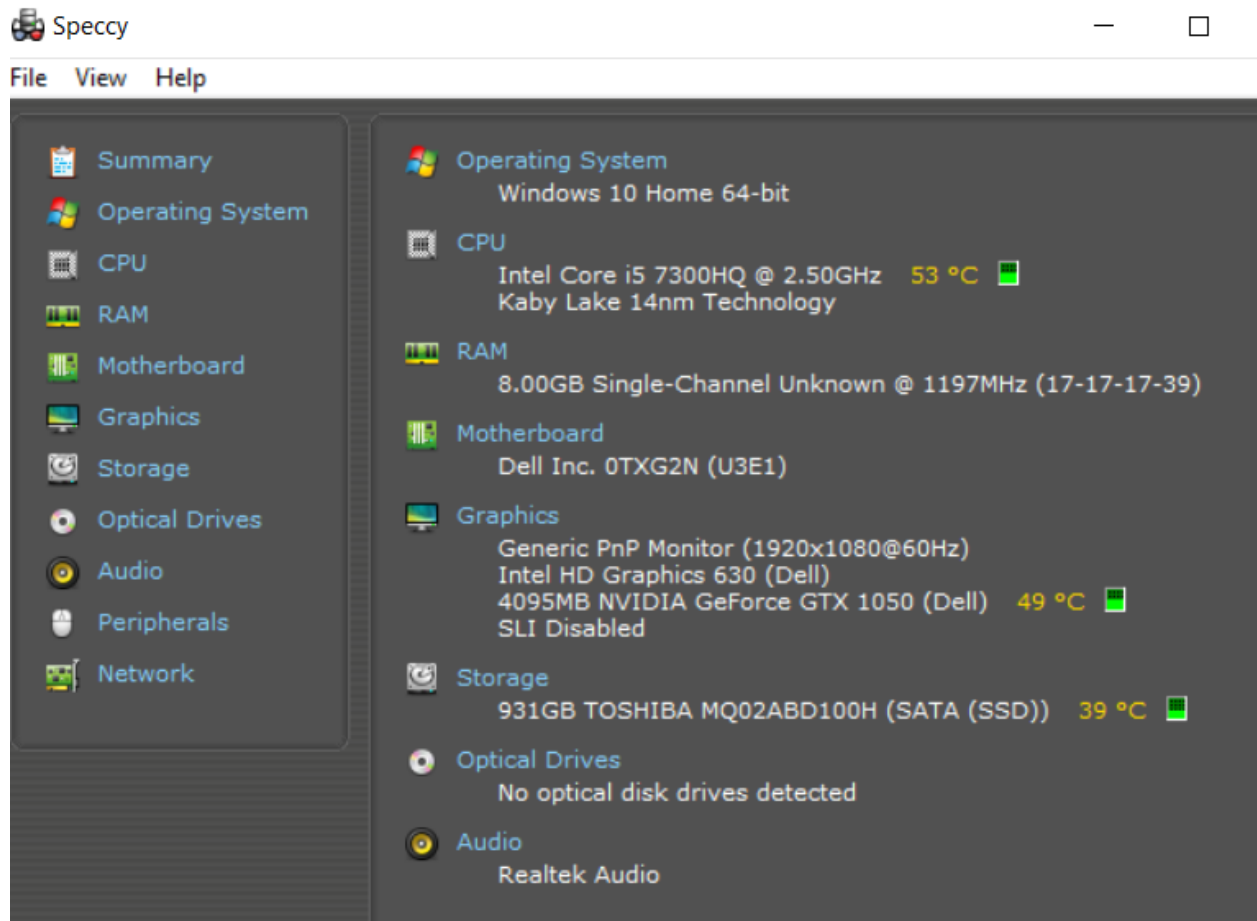 Speccy
File View Help
Summary
Operating System
CPU
RAM
Motherboard
Graphics
Storage
Optical Drives
Audio
Peripherals
Network
Operating System
Windows 10 Home 64-bit
CPU
Intel Core i5 7300HQ @ 2.50GHz 53 °C
Kaby Lake 14nm Technology
RAM
8.00GB Single-Channel Unknown @ 1197MHz (17-17-17-39)
Motherboard
Dell Inc. 0TXG2N (U3E1)
Graphics
Generic PnP Monitor (1920x1080@60Hz)
Intel HD Graphics 630 (Dell)
4095MB NVIDIA GeForce GTX 1050 (Dell) 49 °C
SLI Disabled
Storage
931GB TOSHIBA MQ02ABD100H (SATA (SSD)) 39 °C
Optical Drives
No optical disk drives detected
Audio
Realtek Audio